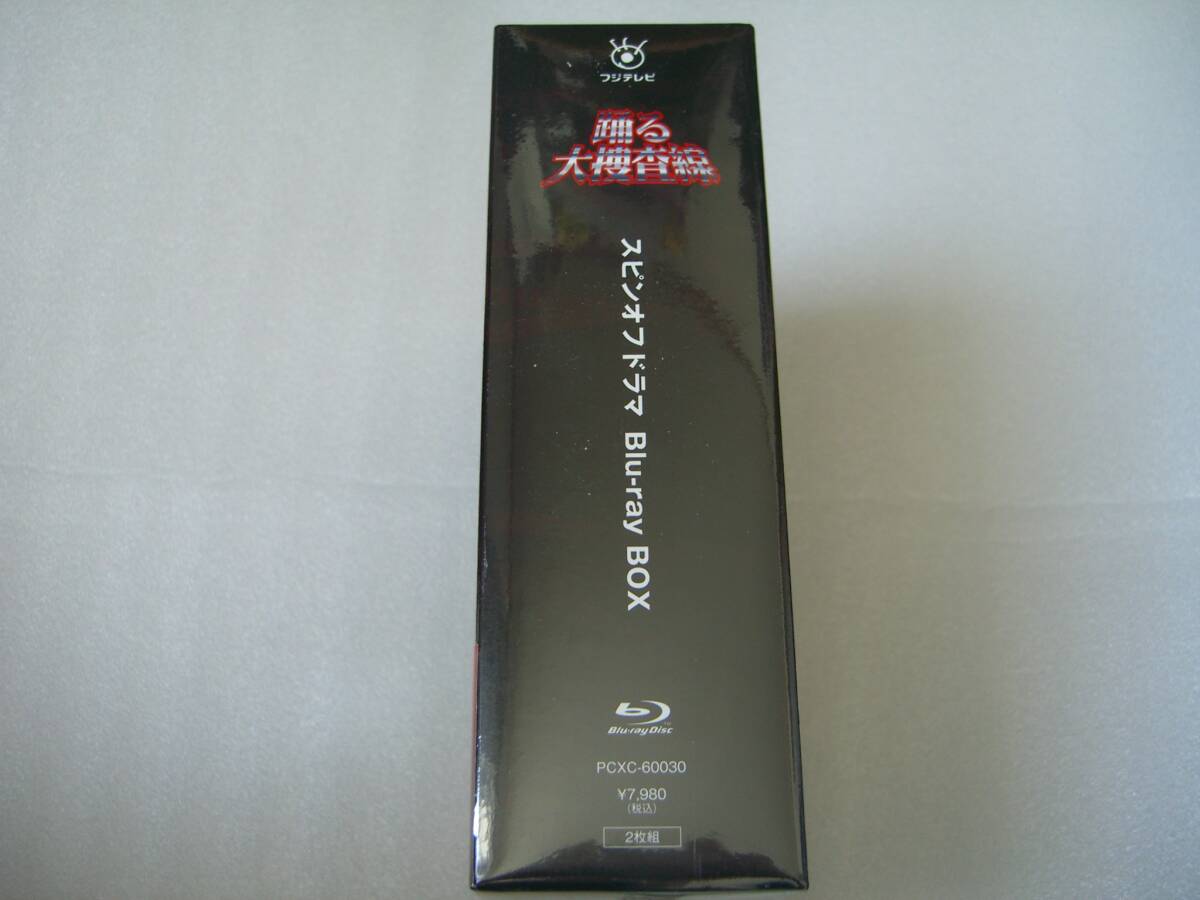 フジテレビ
踊る
大捜査線
スピンオフドラマ Blu-ray BOX
Blu-ray Disc
PCXC-60030
¥7,980
(税込)
2枚組